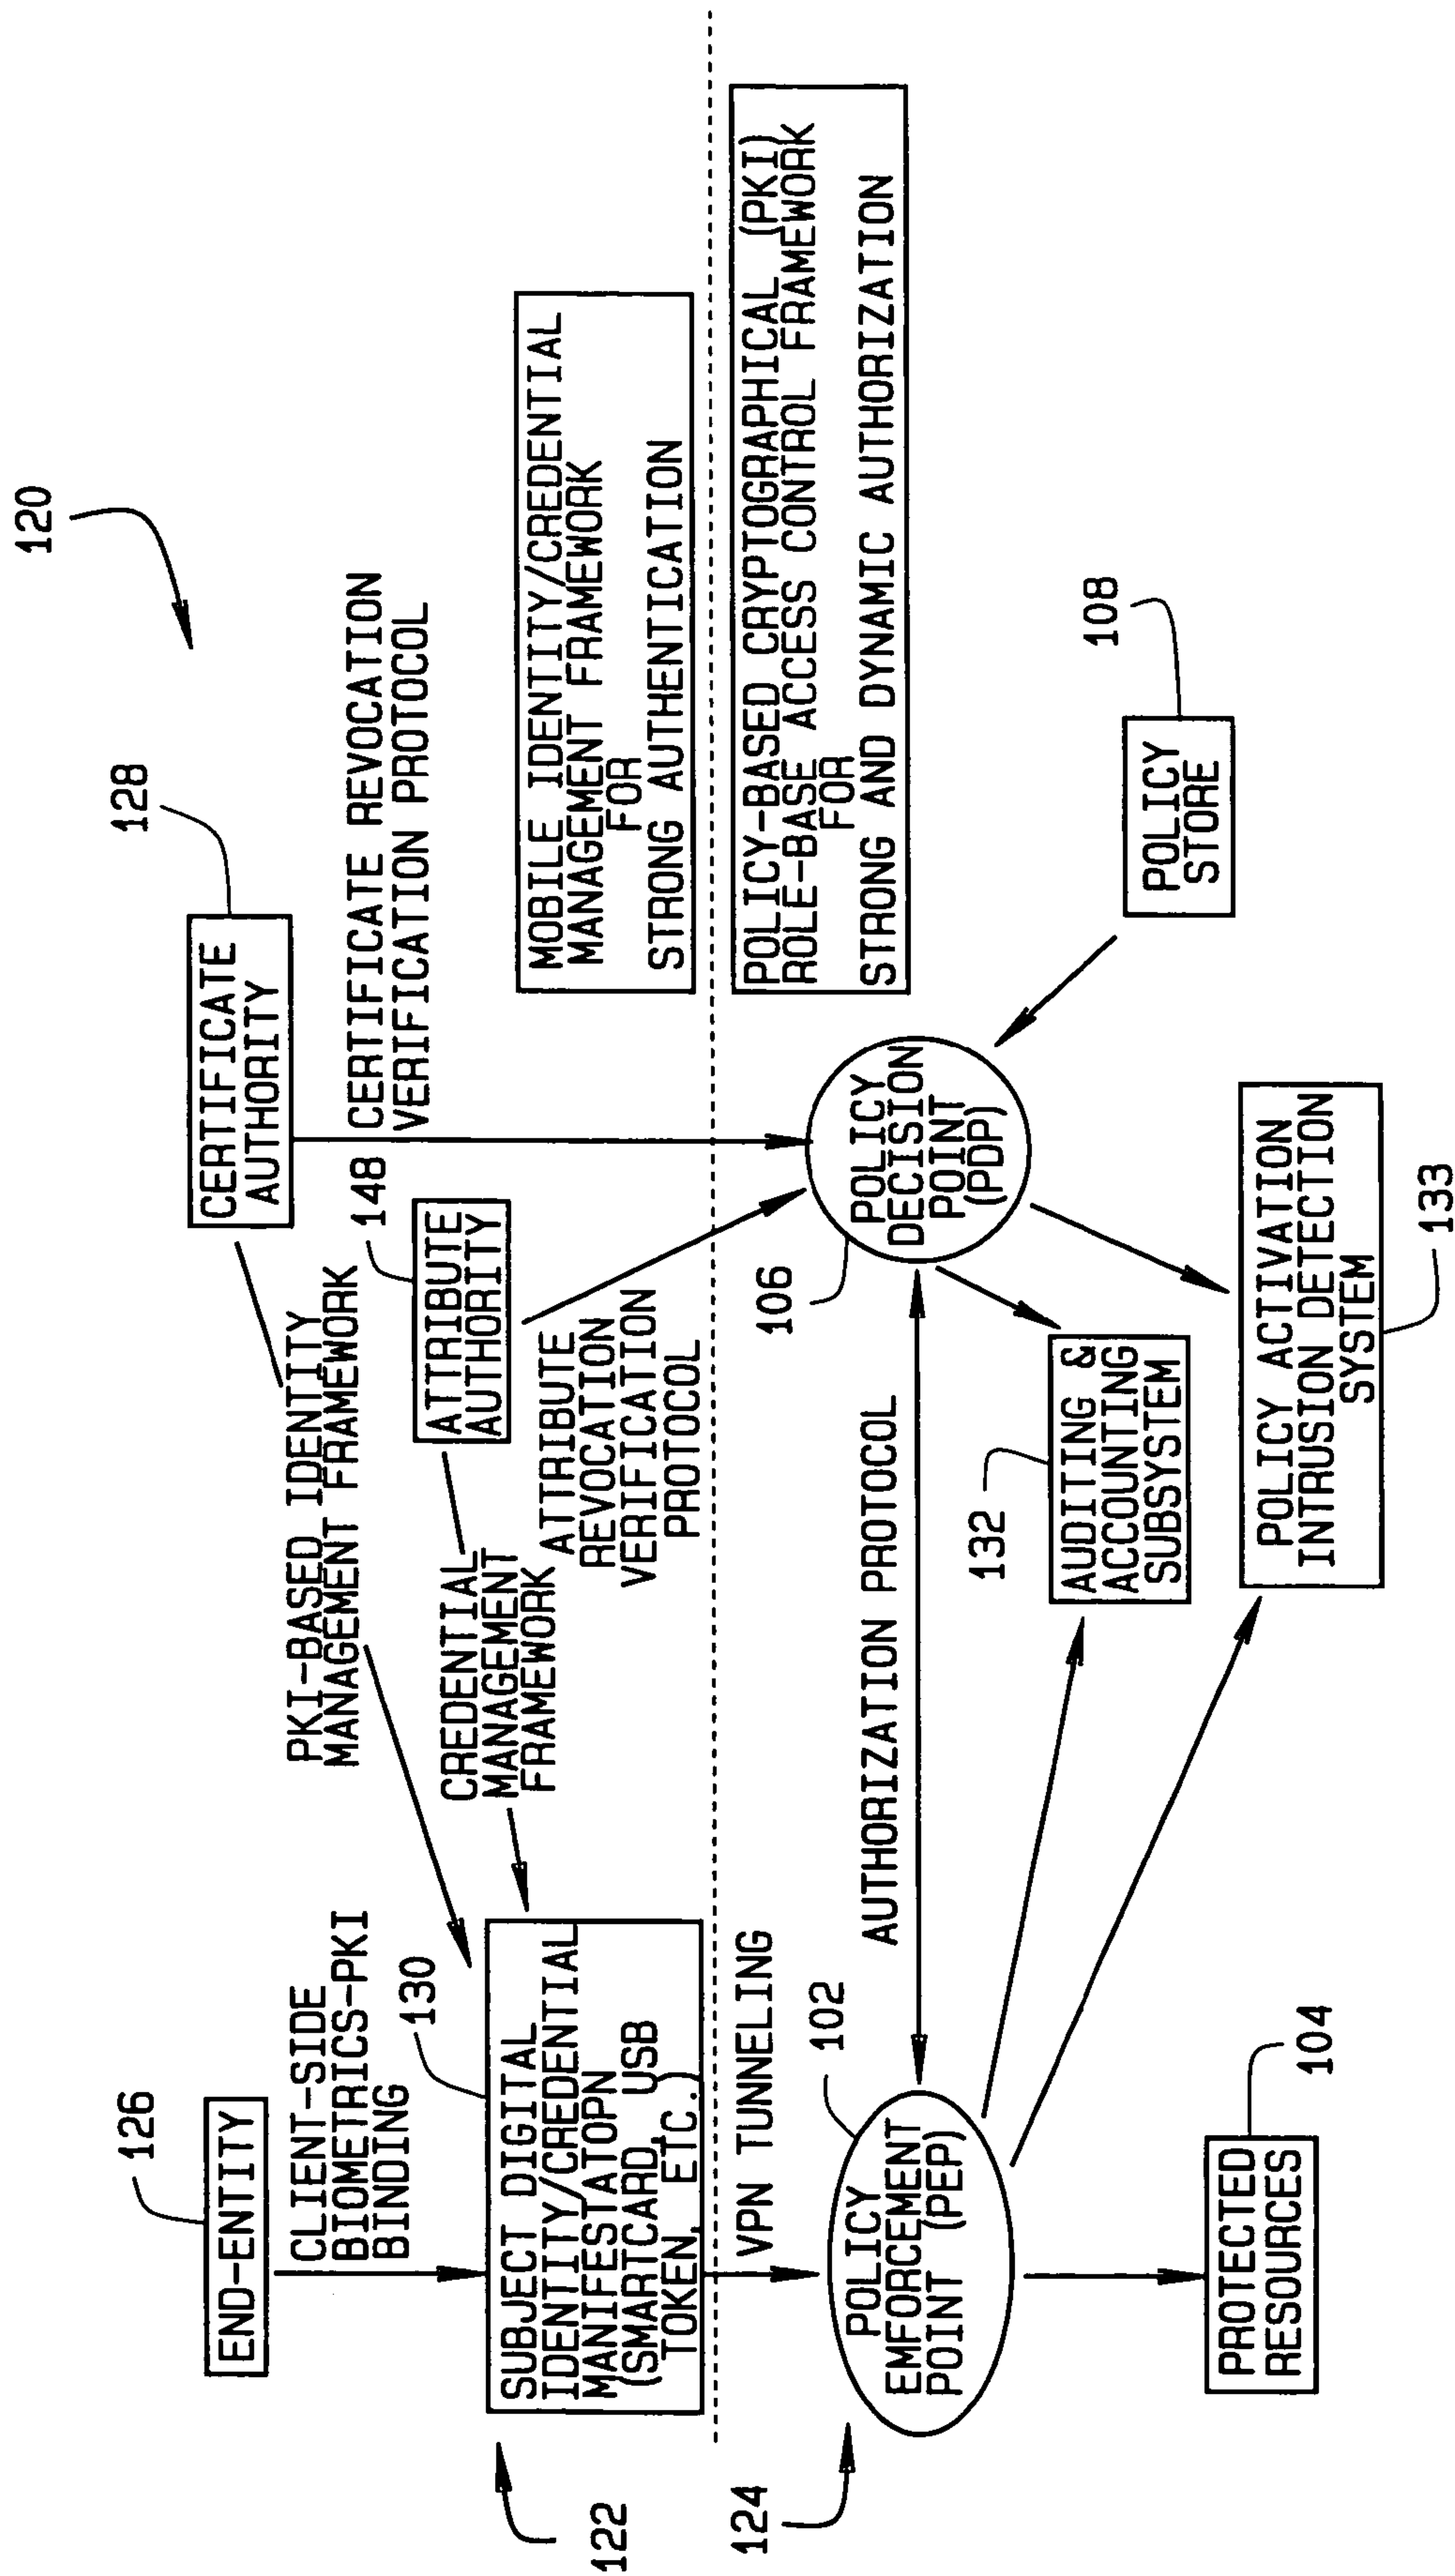 120
126
END-ENTITY
CLIENT-SIDE
BIOMETRICS-PKI
BINDING
128
CERTIFICATE
AUTHORITY
PKI-BASED IDENTITY
MANAGEMENT FRAMEWORK
CERTIFICATE REVOCATION
VERIFICATION PROTOCOL
148
ATTRIBUTE
AUTHORITY
CREDENTIAL
MANAGEMENT
FRAMEWORK
ATTRIBUTE
REVOCATION
VERIFICATION
PROTOCOL
130
SUBJECT DIGITAL
IDENTITY/CREDENTIAL
MANIFESTATOPN
(SMARTCARD, USB
TOKEN, ETC.)
122
MOBILE IDENTITY/CREDENTIAL
MANAGEMENT FRAMEWORK
FOR
STRONG AUTHENTICATION
VPN TUNNELING
POLICY-BASED CRYPTOGRAPHICAL (PKI)
ROLE-BASE ACCESS CONTROL FRAMEWORK
FOR
STRONG AND DYNAMIC AUTHORIZATION
124
102
POLICY
EMFORCEMENT
POINT (PEP)
AUTHORIZATION PROTOCOL
106
POLICY
DECISION
POINT
(PDP)
108
POLICY
STORE
132
AUDITING &
ACCOUNTING
SUBSYSTEM
104
PROTECTED
RESOURCES
POLICY ACTIVATION
INTRUSION DETECTION
SYSTEM
133